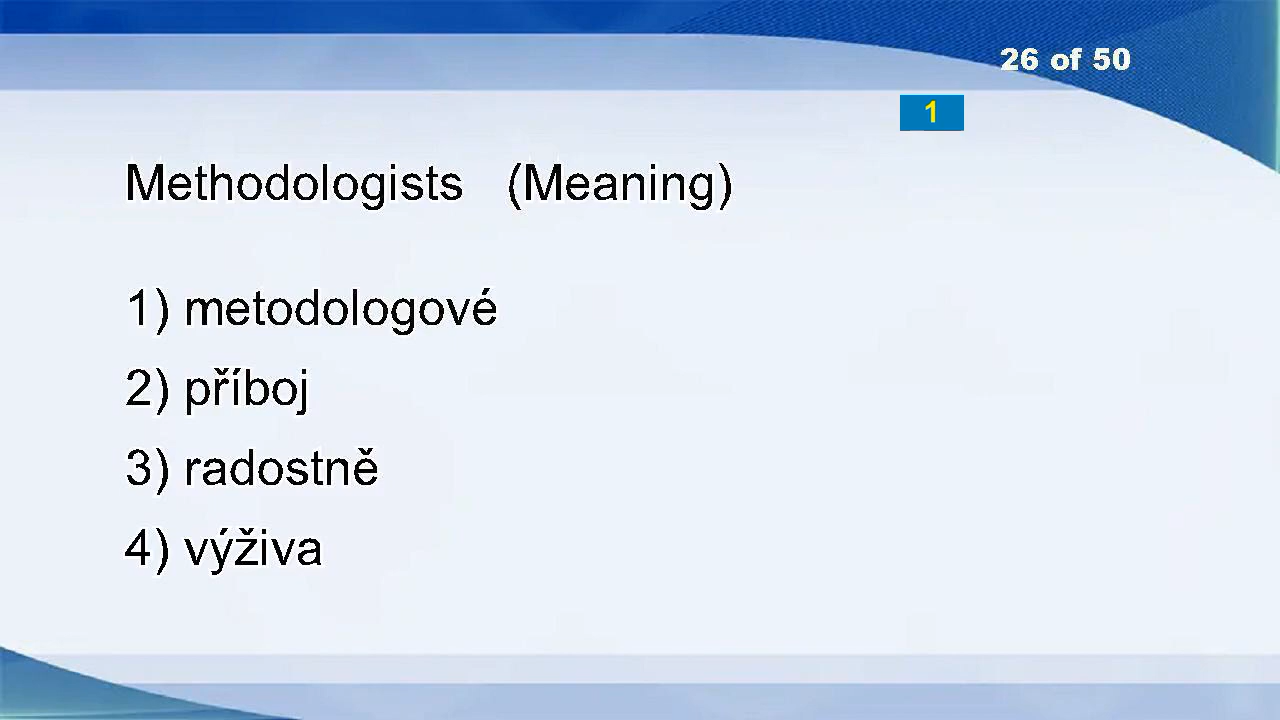 26 of 50
1
Methodologists (Meaning)
1) metodologové
2) příboj
3) radostně
4) výživa